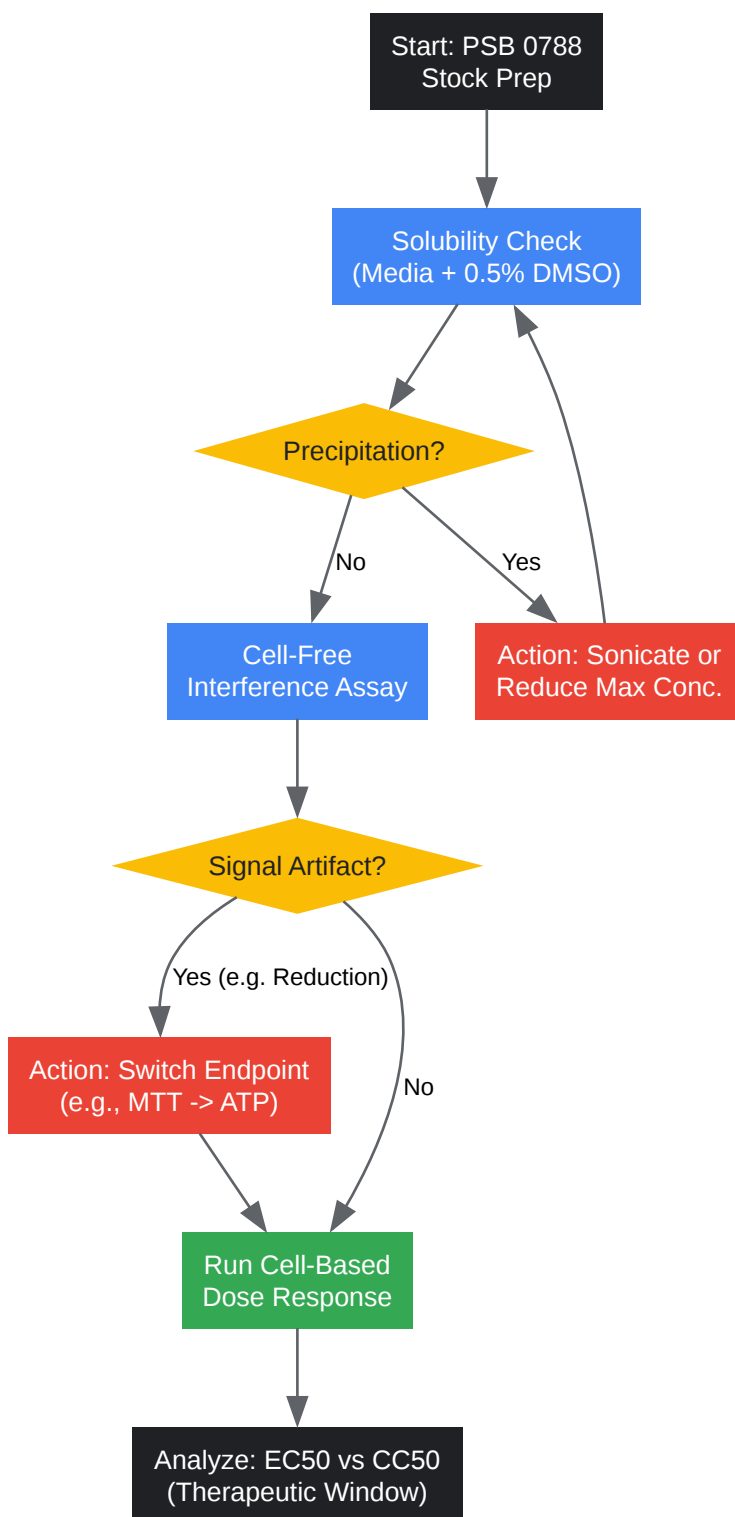 Start: PSB 0788
Stock Prep
Solubility Check
(Media + 0.5% DMSO)
Precipitation?
No
Yes
Cell-Free
Interference Assay
Action: Sonicate or
Reduce Max Conc.
Signal Artifact?
Yes (e.g. Reduction)
No
Action: Switch Endpoint
(e.g., MTT -> ATP)
Run Cell-Based
Dose Response
Analyze: EC50 vs CC50
(Therapeutic Window)